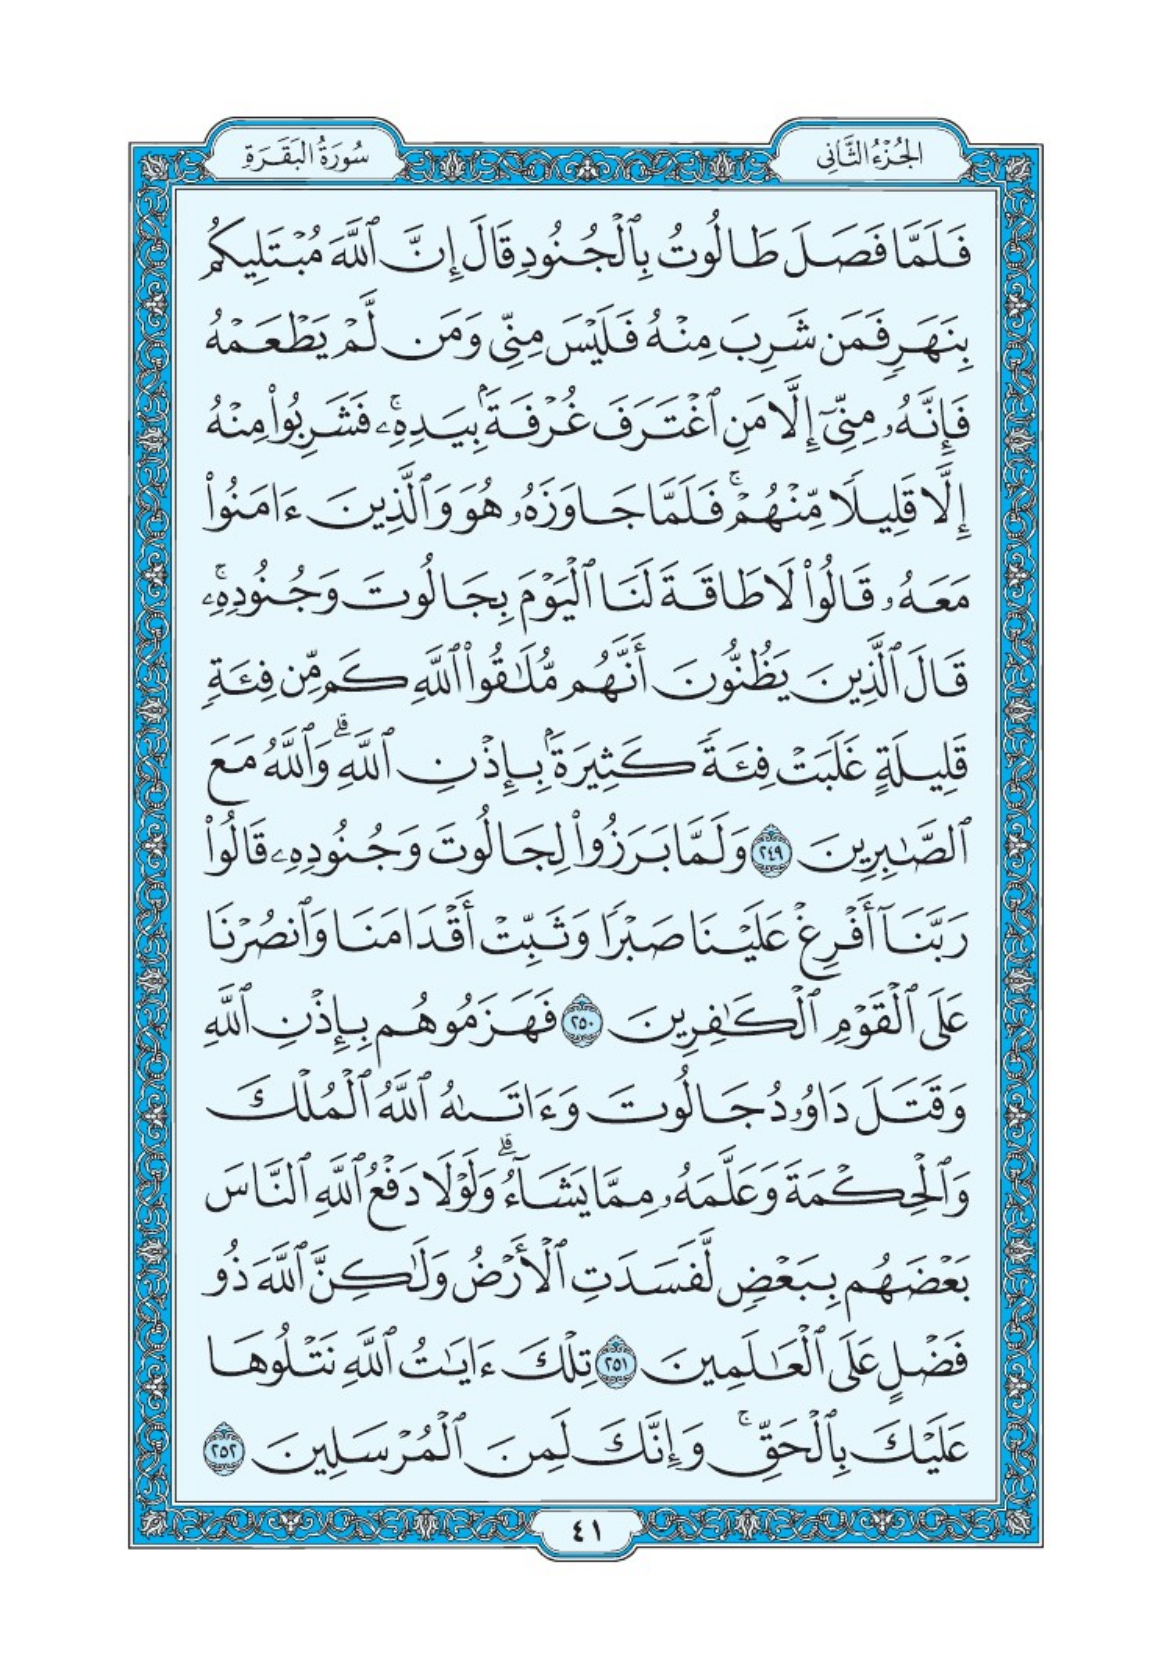 الجُزْءُ الثَّانِي
سُورَةُ البَقَرَةِ
فَلَمَّا فَصَلَ طَالُوتُ بِٱلْجُنُودِ قَالَ إِنَّ ٱللَّهَ مُبْتَلِيكُم
بِنَهَرٍ فَمَن شَرِبَ مِنْهُ فَلَيْسَ مِنِّي وَمَن لَّمْ يَطْعَمْهُ
فَإِنَّهُۥ مِنِّيٓ إِلَّا مَنِ ٱغْتَرَفَ غُرْفَةَۢ بِيَدِهِۦۚ فَشَرِبُوا۟ مِنْهُ
إِلَّا قَلِيلًا مِّنْهُمْۚ فَلَمَّا جَاوَزَهُۥ هُوَ وَٱلَّذِينَ ءَامَنُوا۟
مَعَهُۥ قَالُوا۟ لَا طَاقَةَ لَنَا ٱلْيَوْمَ بِجَالُوتَ وَجُنُودِهِۦۚ
قَالَ ٱلَّذِينَ يَظُنُّونَ أَنَّهُم مُّلَٰقُوا۟ ٱللَّهِ كَم مِّن فِئَةٍ
قَلِيلَةٍ غَلَبَتْ فِئَةً كَثِيرَةَۢ بِإِذْنِ ٱللَّهِۗ وَٱللَّهُ مَعَ
ٱلصَّٰبِرِينَ ٢٤٩ وَلَمَّا بَرَزُوا۟ لِجَالُوتَ وَجُنُودِهِۦ قَالُوا۟
رَبَّنَآ أَفْرِغْ عَلَيْنَا صَبْرًا وَثَبِّتْ أَقْدَامَنَا وَٱنصُرْنَا
عَلَى ٱلْقَوْمِ ٱلْكَٰفِرِينَ ٢٥٠ فَهَزَمُوهُم بِإِذْنِ ٱللَّهِ
وَقَتَلَ دَاوُۥدُ جَالُوتَ وَءَاتَىٰهُ ٱللَّهُ ٱلْمُلْكَ
وَٱلْحِكْمَةَ وَعَلَّمَهُۥ مِمَّا يَشَآءُۗ وَلَوْلَا دَفْعُ ٱللَّهِ ٱلنَّاسَ
بَعْضَهُم بِبَعْضٍ لَّفَسَدَتِ ٱلْأَرْضُ وَلَٰكِنَّ ٱللَّهَ ذُو
فَضْلٍ عَلَى ٱلْعَٰلَمِينَ ٢٥١ تِلْكَ ءَايَٰتُ ٱللَّهِ نَتْلُوهَا
عَلَيْكَ بِٱلْحَقِّۚ وَإِنَّكَ لَمِنَ ٱلْمُرْسَلِينَ ٢٥٢
٤١